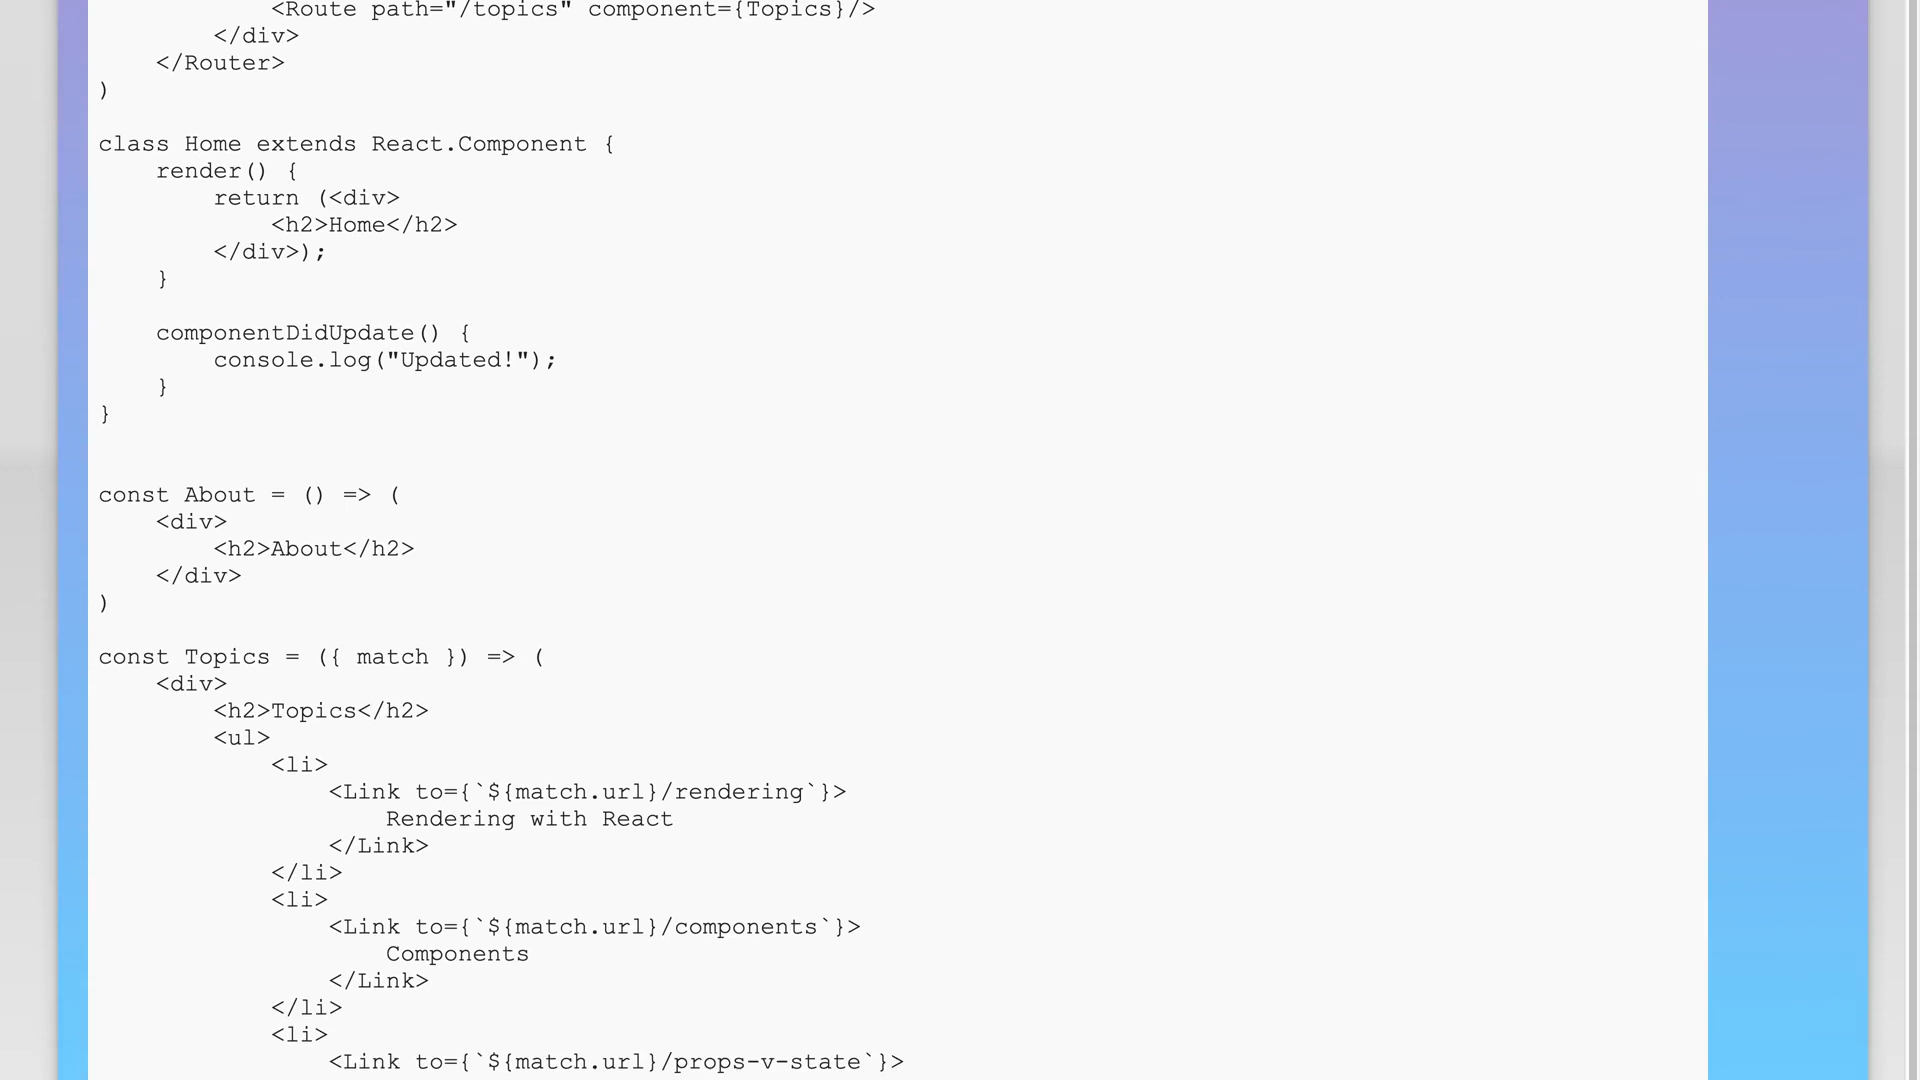 <Route path="/topics" component={Topics}/>
        </div>
    </Router>
)

class Home extends React.Component {
    render() {
        return (<div>
            <h2>Home</h2>
        </div>);
    }

    componentDidUpdate() {
        console.log("Updated!");
    }
}


const About = () => (
    <div>
        <h2>About</h2>
    </div>
)

const Topics = ({ match }) => (
    <div>
        <h2>Topics</h2>
        <ul>
            <li>
                <Link to={`${match.url}/rendering`}>
                    Rendering with React
                </Link>
            </li>
            <li>
                <Link to={`${match.url}/components`}>
                    Components
                </Link>
            </li>
            <li>
                <Link to={`${match.url}/props-v-state`}>